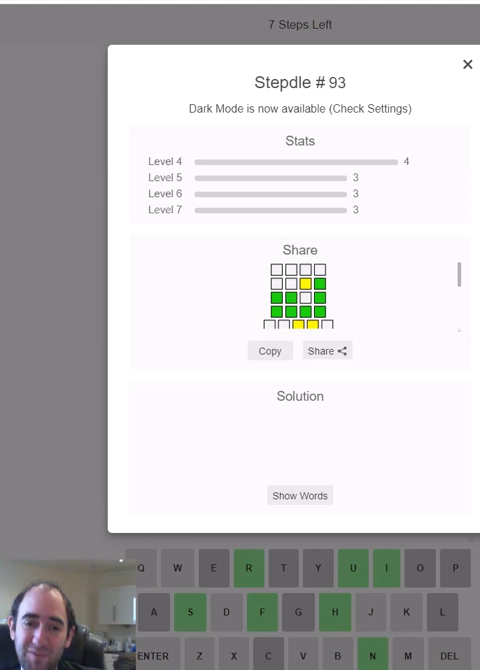 7 Steps Left
×
Stepdle # 93
Dark Mode is now available (Check Settings)
Stats
Level 4 4
Level 5 3
Level 6 3
Level 7 3
Share
Copy Share
Solution
Show Words
Q W E R T Y U I O P
A S D F G H J K L
ENTER Z X C V B N M DEL